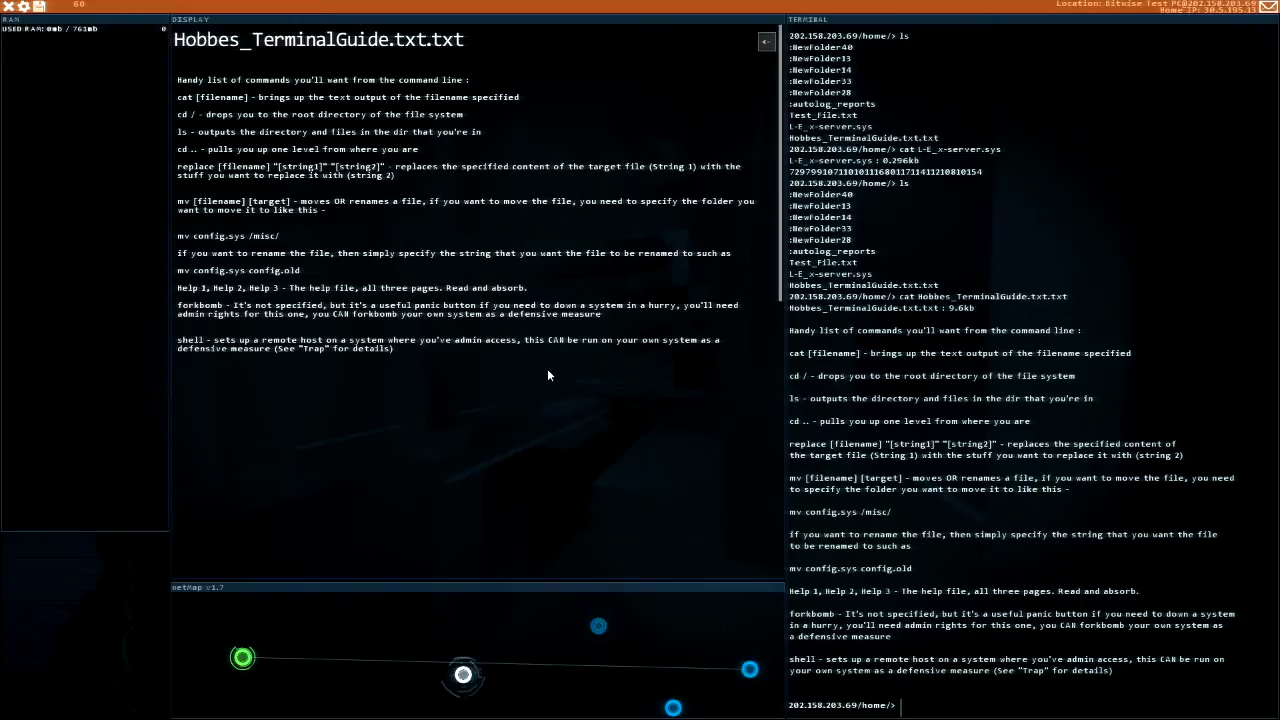 60
Location: Bitwise Test PC@202.158.203.69
Home IP: 30.5.195.13
RAM
USED RAM: 0mb / 761mb 0
DISPLAY
Hobbes_TerminalGuide.txt.txt
<-
Handy list of commands you'll want from the command line :
cat [filename] - brings up the text output of the filename specified
cd / - drops you to the root directory of the file system
ls - outputs the directory and files in the dir that you're in
cd .. - pulls you up one level from where you are
replace [filename] "[string1]" "[string2]" - replaces the specified content of the target file (String 1) with the
stuff you want to replace it with (string 2)
mv [filename] [target] - moves OR renames a file, if you want to move the file, you need to specify the folder you
want to move it to like this -
mv config.sys /misc/
if you want to rename the file, then simply specify the string that you want the file to be renamed to such as
mv config.sys config.old
Help 1, Help 2, Help 3 - The help file, all three pages. Read and absorb.
forkbomb - It's not specified, but it's a useful panic button if you need to down a system in a hurry, you'll need
admin rights for this one, you CAN forkbomb your own system as a defensive measure
shell - sets up a remote host on a system where you've admin access, this CAN be run on your own system as a
defensive measure (See "Trap" for details)
netMap v1.7
TERMINAL
202.158.203.69/home/> ls
:NewFolder40
:NewFolder13
:NewFolder14
:NewFolder33
:NewFolder28
:autolog_reports
Test_File.txt
L-E_x-server.sys
Hobbes_TerminalGuide.txt.txt
202.158.203.69/home/> cat L-E_x-server.sys
L-E_x-server.sys : 0.296kb
72979910711010111680117114112108101​54
202.158.203.69/home/> ls
:NewFolder40
:NewFolder13
:NewFolder14
:NewFolder33
:NewFolder28
:autolog_reports
Test_File.txt
L-E_x-server.sys
Hobbes_TerminalGuide.txt.txt
202.158.203.69/home/> cat Hobbes_TerminalGuide.txt.txt
Hobbes_TerminalGuide.txt.txt : 9.6kb
Handy list of commands you'll want from the command line :
cat [filename] - brings up the text output of the filename specified
cd / - drops you to the root directory of the file system
ls - outputs the directory and files in the dir that you're in
cd .. - pulls you up one level from where you are
replace [filename] "[string1]" "[string2]" - replaces the specified content of
the target file (String 1) with the stuff you want to replace it with (string 2)
mv [filename] [target] - moves OR renames a file, if you want to move the file, you need
to specify the folder you want to move it to like this -
mv config.sys /misc/
if you want to rename the file, then simply specify the string that you want the file
to be renamed to such as
mv config.sys config.old
Help 1, Help 2, Help 3 - The help file, all three pages. Read and absorb.
forkbomb - It's not specified, but it's a useful panic button if you need to down a system
in a hurry, you'll need admin rights for this one, you CAN forkbomb your own system as
a defensive measure
shell - sets up a remote host on a system where you've admin access, this CAN be run on
your own system as a defensive measure (See "Trap" for details)
202.158.203.69/home/>